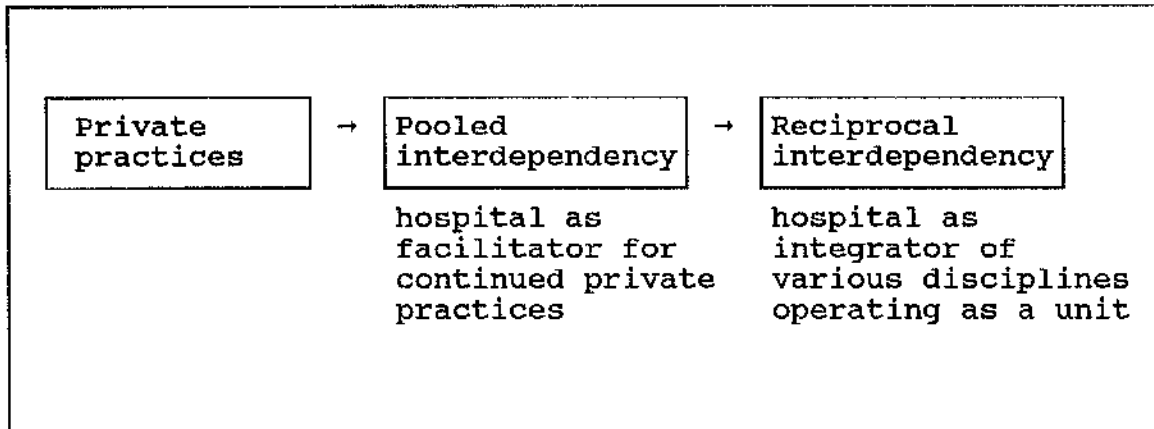 Private practices
→
Pooled interdependency
→
Reciprocal interdependency
hospital as
facilitator for
continued private
practices
hospital as
integrator of
various disciplines
operating as a unit